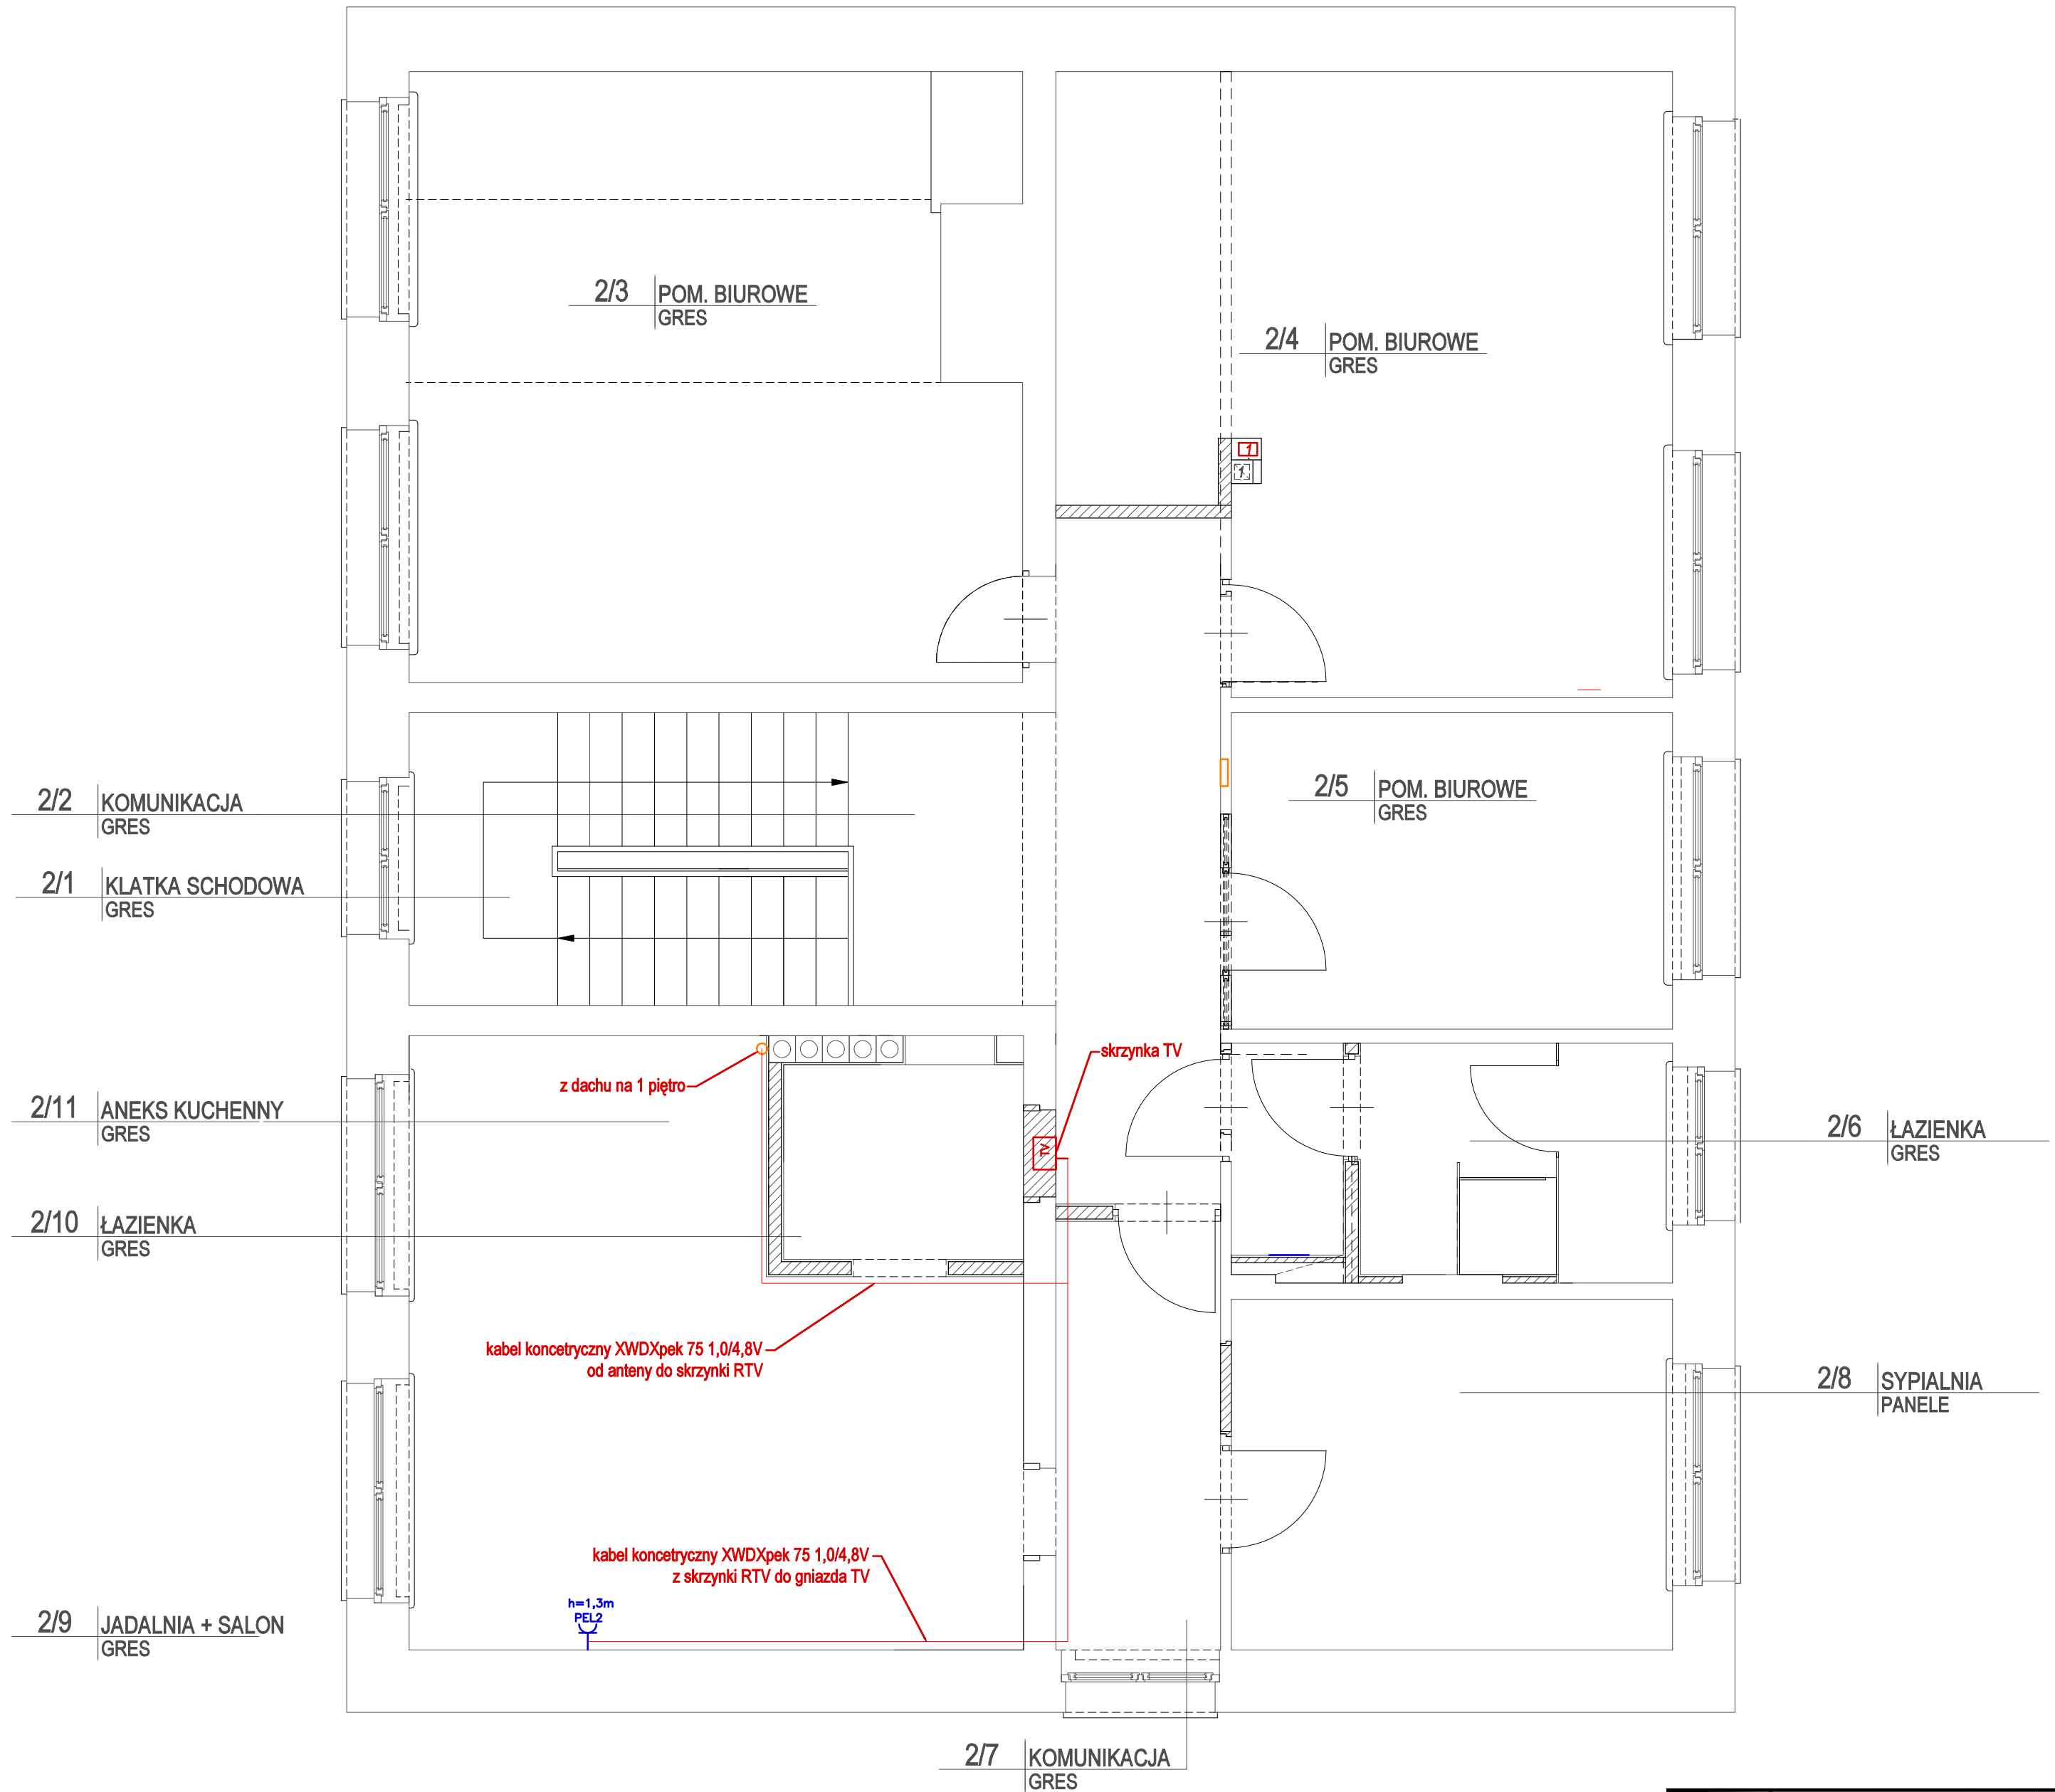 2/3 POM. BIUROWE
GRES
2/4 POM. BIUROWE
GRES
1
1
2/2 KOMUNIKACJA
GRES
2/5 POM. BIUROWE
GRES
2/1 KLATKA SCHODOWA
GRES
skrzynka TV
z dachu na 1 piętro
2/11 ANEKS KUCHENNY
GRES
TV
2/6 ŁAZIENKA
GRES
2/10 ŁAZIENKA
GRES
kabel koncetryczny XWDXpek 75 1,0/4,8V
od anteny do skrzynki RTV
2/8 SYPIALNIA
PANELE
kabel koncetryczny XWDXpek 75 1,0/4,8V
z skrzynki RTV do gniazda TV
h=1,3m
PEL2
2/9 JADALNIA + SALON
GRES
2/7 KOMUNIKACJA
GRES